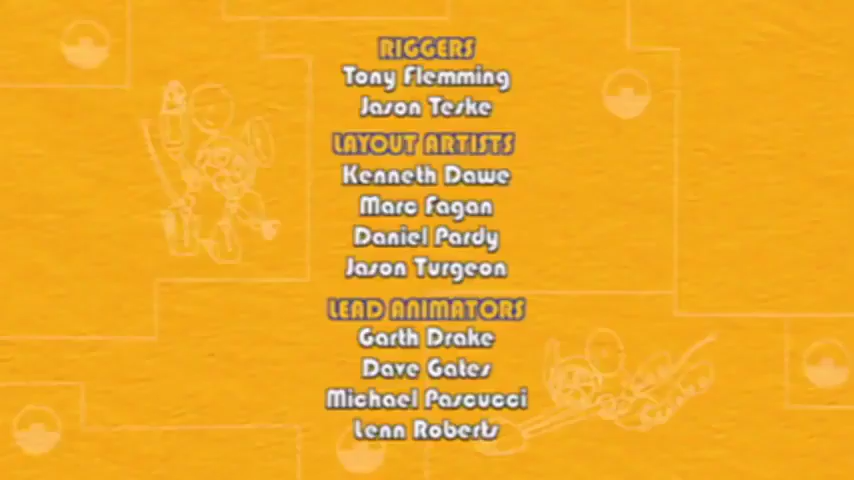 RIGGERS
Tony Flemming
Jason Teske
LAYOUT ARTISTS
Kenneth Dawe
Marc Fagan
Daniel Pardy
Jason Turgeon
LEAD ANIMATORS
Garth Drake
Dave Gates
Michael Pascucci
Lenn Roberts